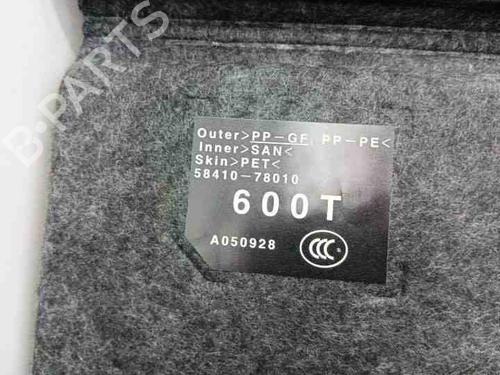 B-PARTS
Outer>PP-GF, PP-PE<
Inner>SAN<
Skin>PET<
58410-78010
600T
A050928
CCC